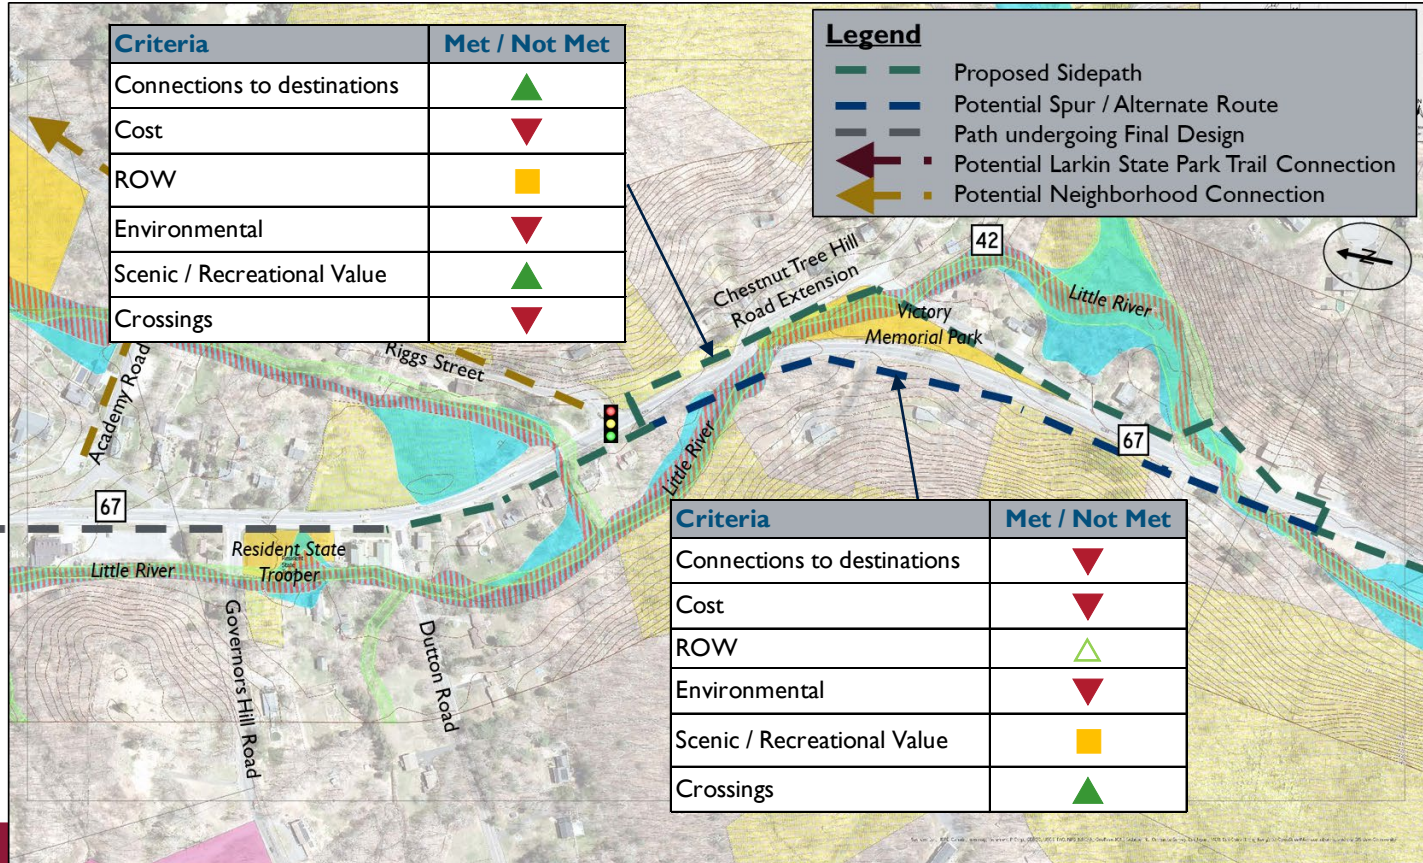 Criteria Met / Not Met
Connections to destinations
Cost
ROW
Environmental
Scenic / Recreational Value
Crossings
Legend
Proposed Sidepath
Potential Spur / Alternate Route
Path undergoing Final Design
Potential Larkin State Park Trail Connection
Potential Neighborhood Connection
N
42
Chestnut Tree Hill
Road Extension
Little River
Victory
Memorial Park
Riggs Street
Academy Road
67
Little River
67
Resident State
Trooper
Little River
Governors Hill Road
Dutton Road
Criteria Met / Not Met
Connections to destinations
Cost
ROW
Environmental
Scenic / Recreational Value
Crossings